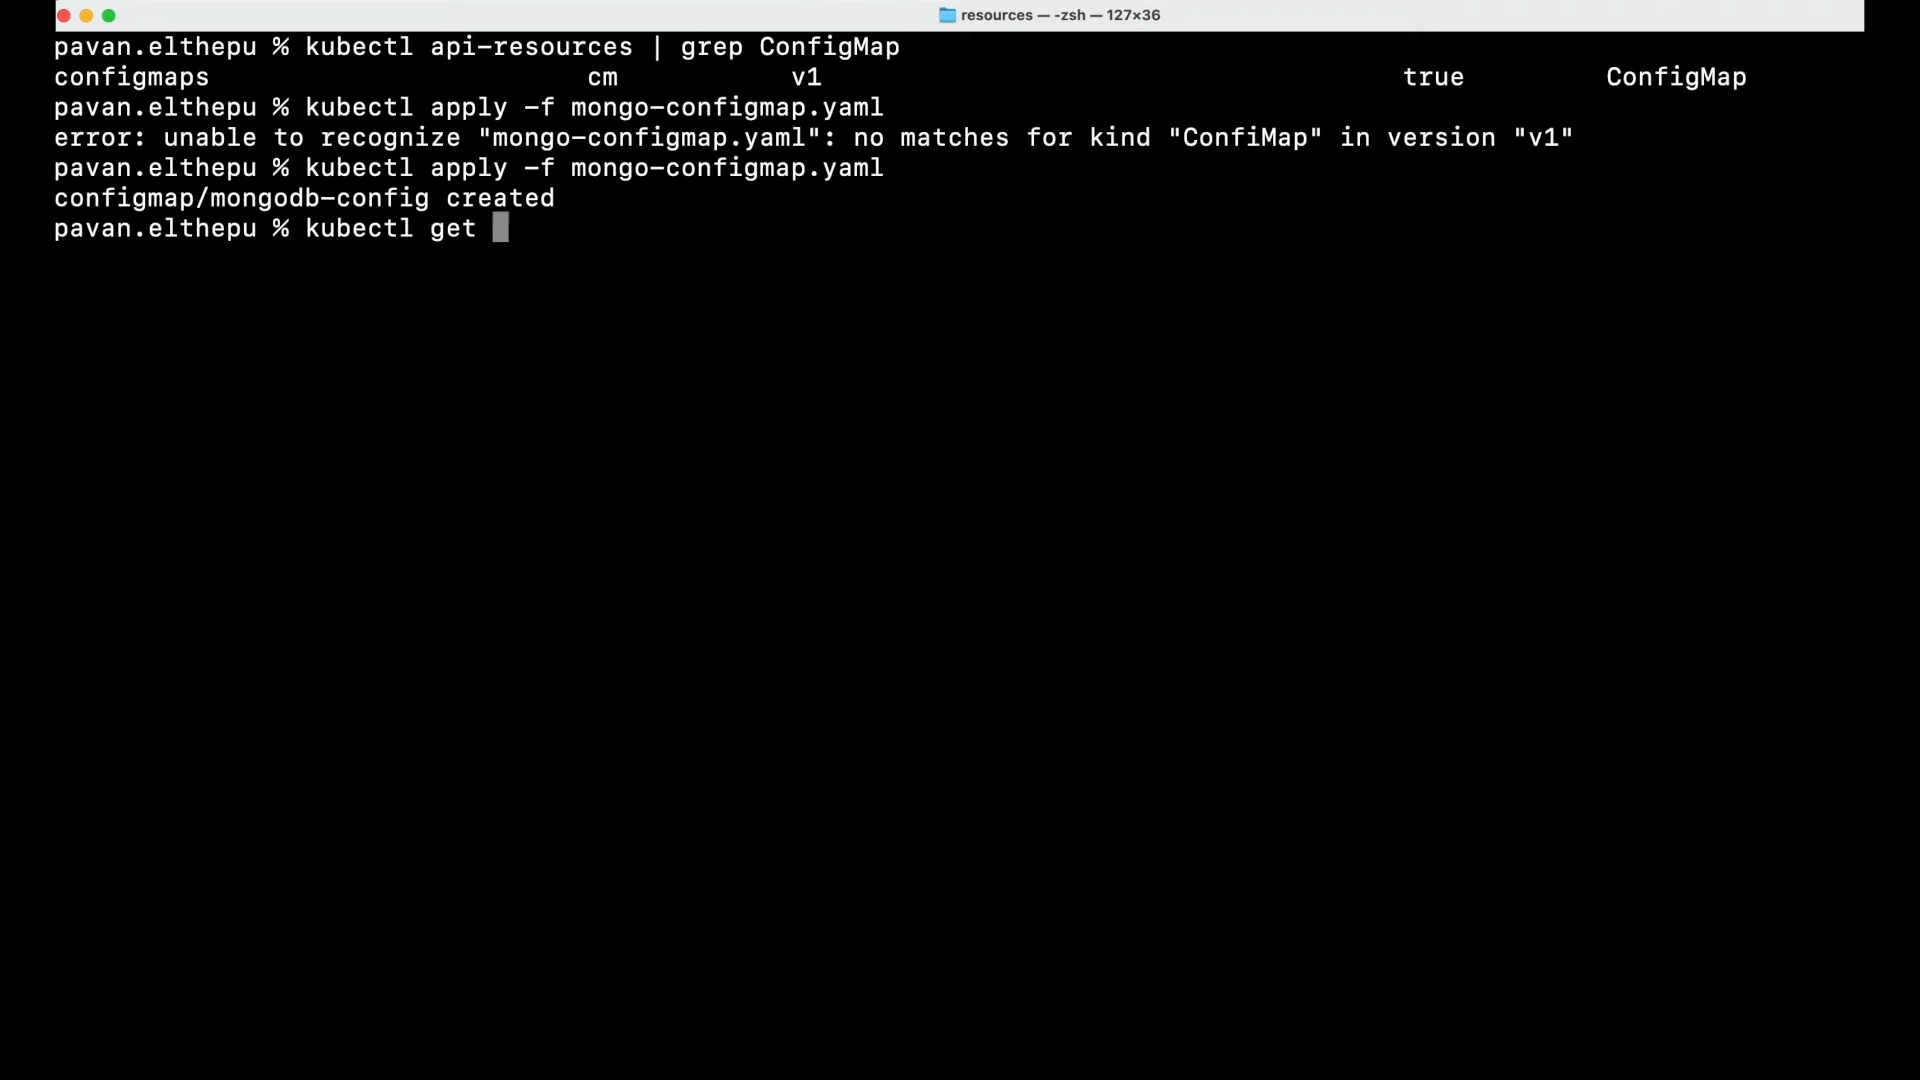 resources — -zsh — 127×36
pavan.elthepu % kubectl api-resources | grep ConfigMap
configmaps cm v1 true ConfigMap
pavan.elthepu % kubectl apply -f mongo-configmap.yaml
error: unable to recognize "mongo-configmap.yaml": no matches for kind "ConfiMap" in version "v1"
pavan.elthepu % kubectl apply -f mongo-configmap.yaml
configmap/mongodb-config created
pavan.elthepu % kubectl get